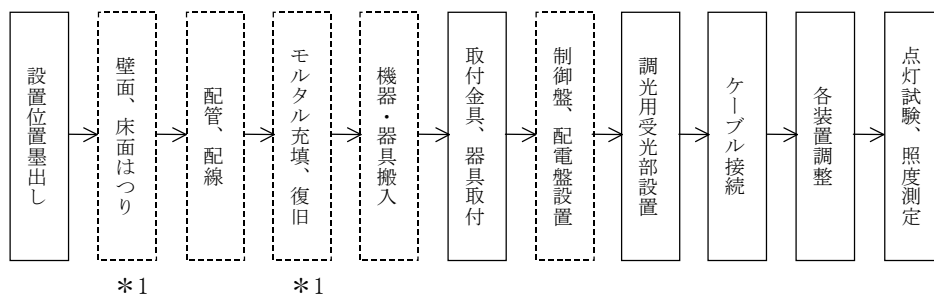 設置位置墨出し
壁面、床面はつり
配管、配線
モルタル充填、復旧
機器・器具搬入
取付金具、器具取付
制御盤、配電盤設置
調光用受光部設置
ケーブル接続
各装置調整
点灯試験、照度測定
＊1
＊1